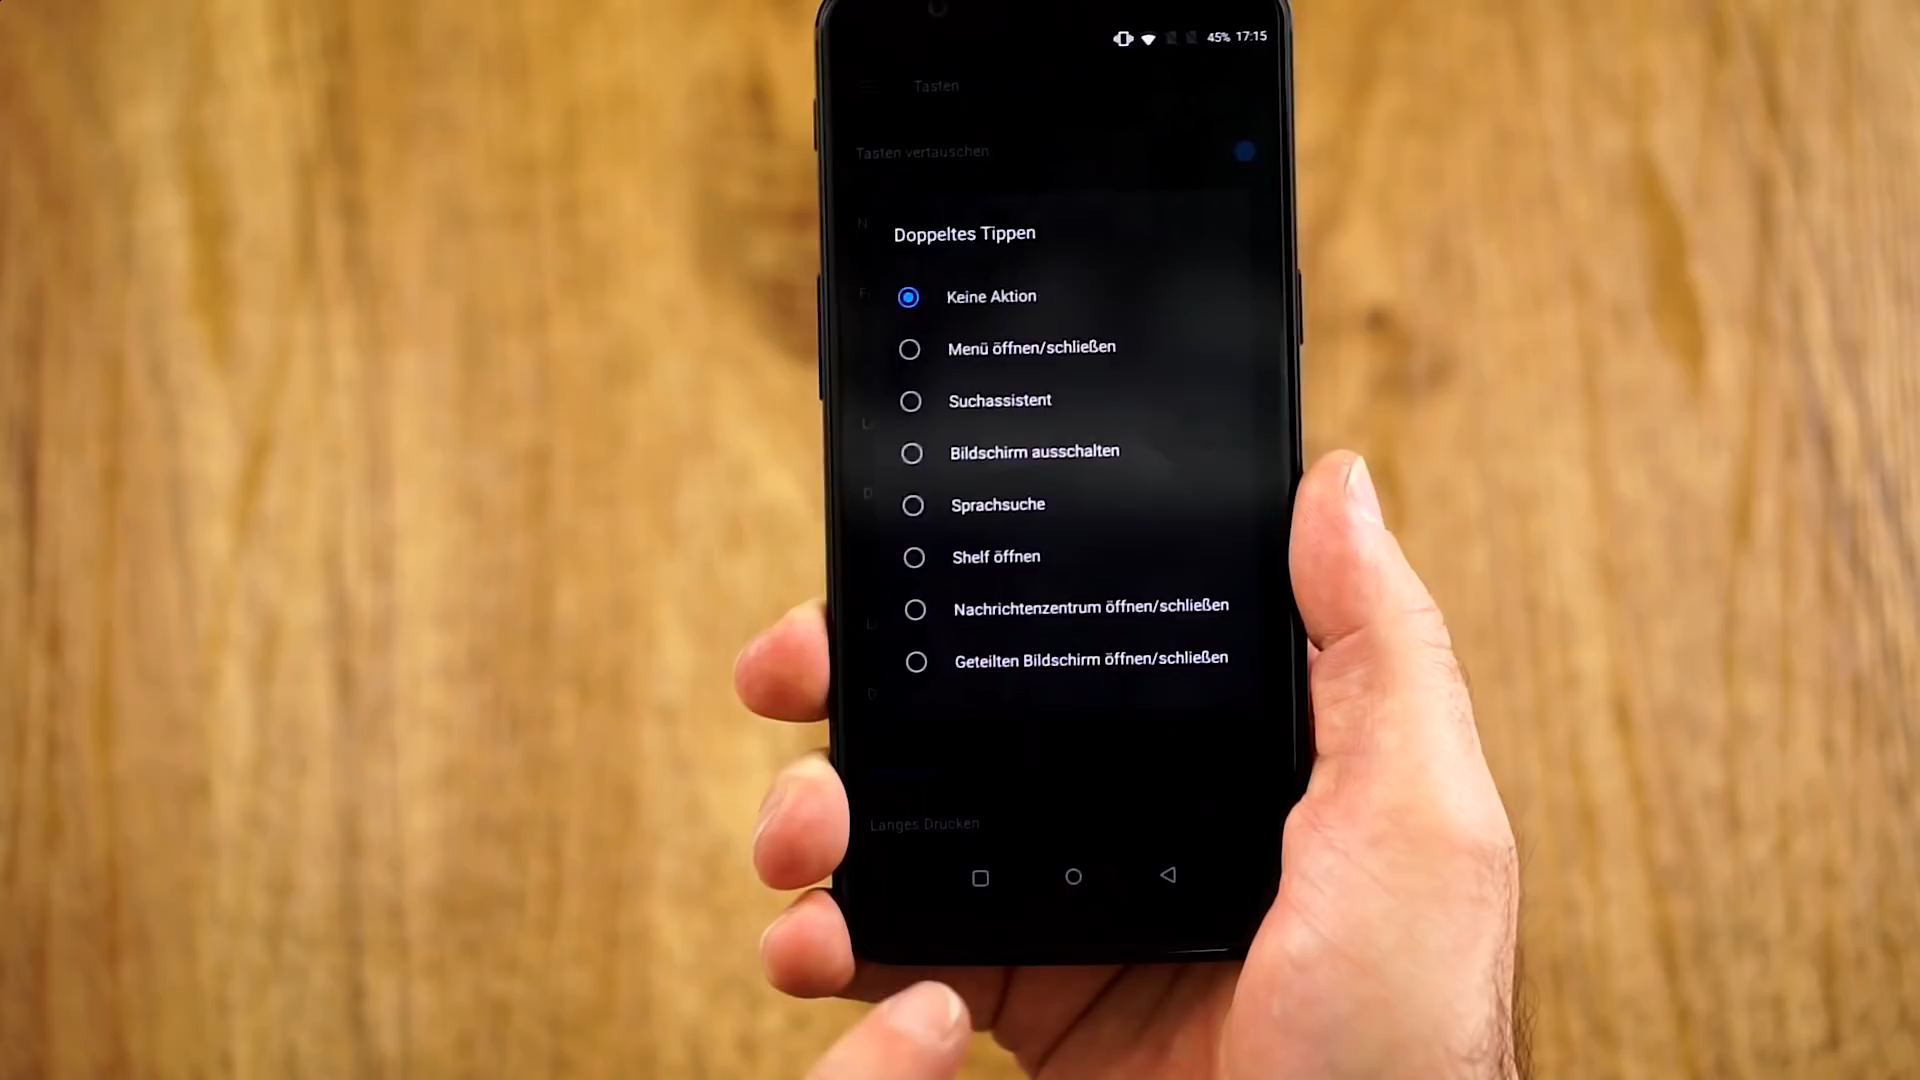 45% 17:15
Tasten
Tasten vertauschen
Doppeltes Tippen
Keine Aktion
Menü öffnen/schließen
Suchassistent
Bildschirm ausschalten
Sprachsuche
Shelf öffnen
Nachrichtenzentrum öffnen/schließen
Geteilten Bildschirm öffnen/schließen
Langes Drücken